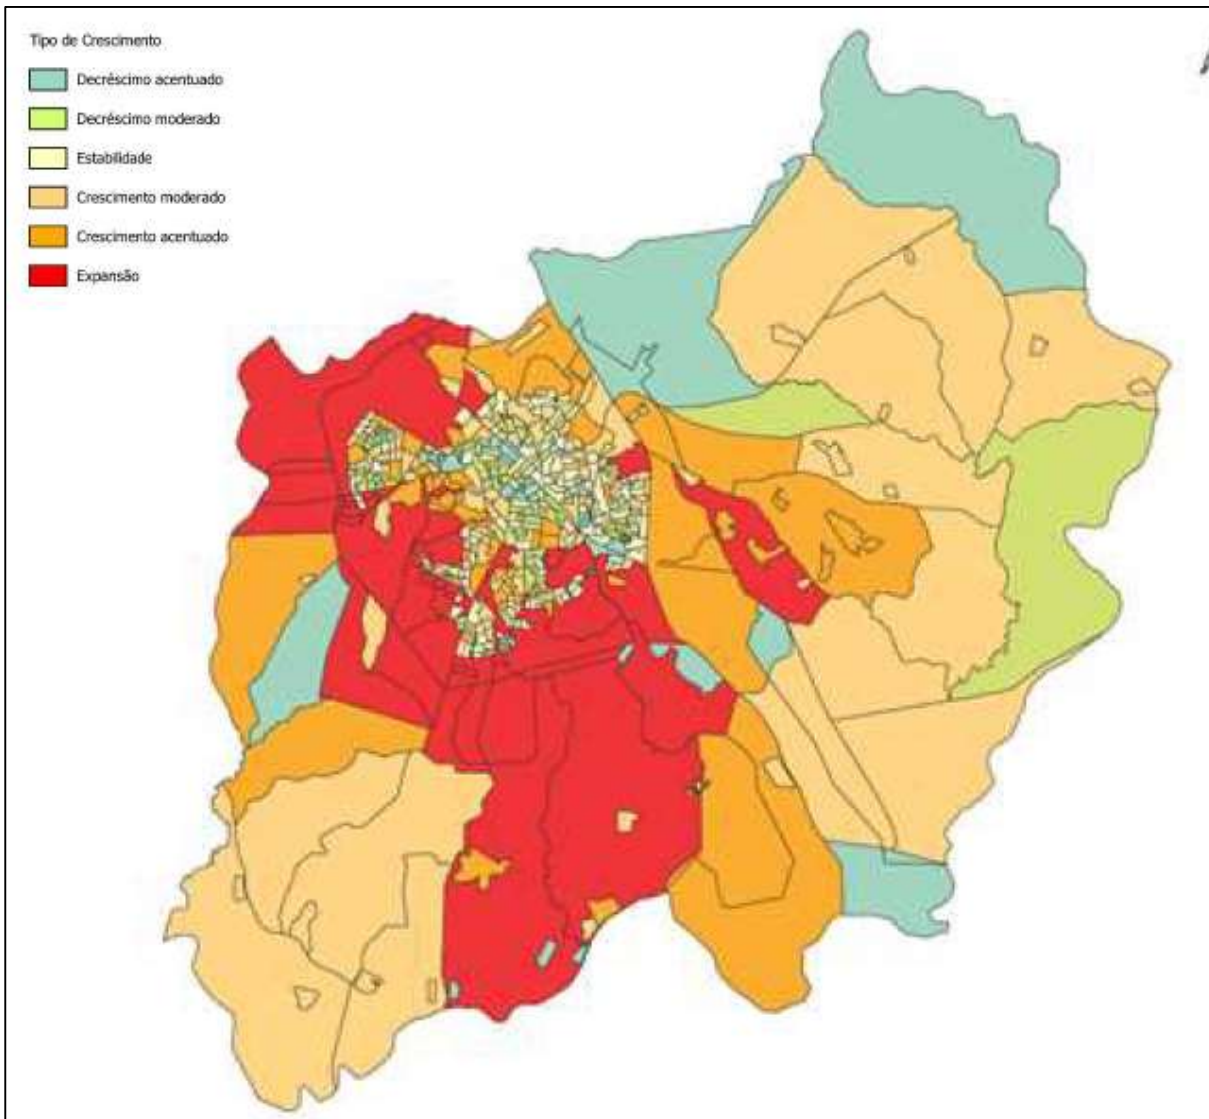 Tipo de Crescimento
Decréscimo acentuado
Decréscimo moderado
Estabilidade
Crescimento moderado
Crescimento acentuado
Expansão